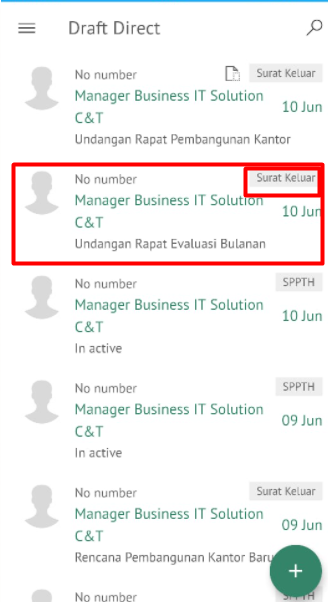 Draft Direct
No number Surat Keluar
Manager Business IT Solution
C&T 10 Jun
Undangan Rapat Pembangunan Kantor
No number Surat Keluar
Manager Business IT Solution
C&T 10 Jun
Undangan Rapat Evaluasi Bulanan
No number SPPTH
Manager Business IT Solution
C&T 10 Jun
In active
No number SPPTH
Manager Business IT Solution
C&T 09 Jun
In active
No number Surat Keluar
Manager Business IT Solution
C&T 09 Jun
Rencana Pembangunan Kantor Baru
+
No number SPPTH